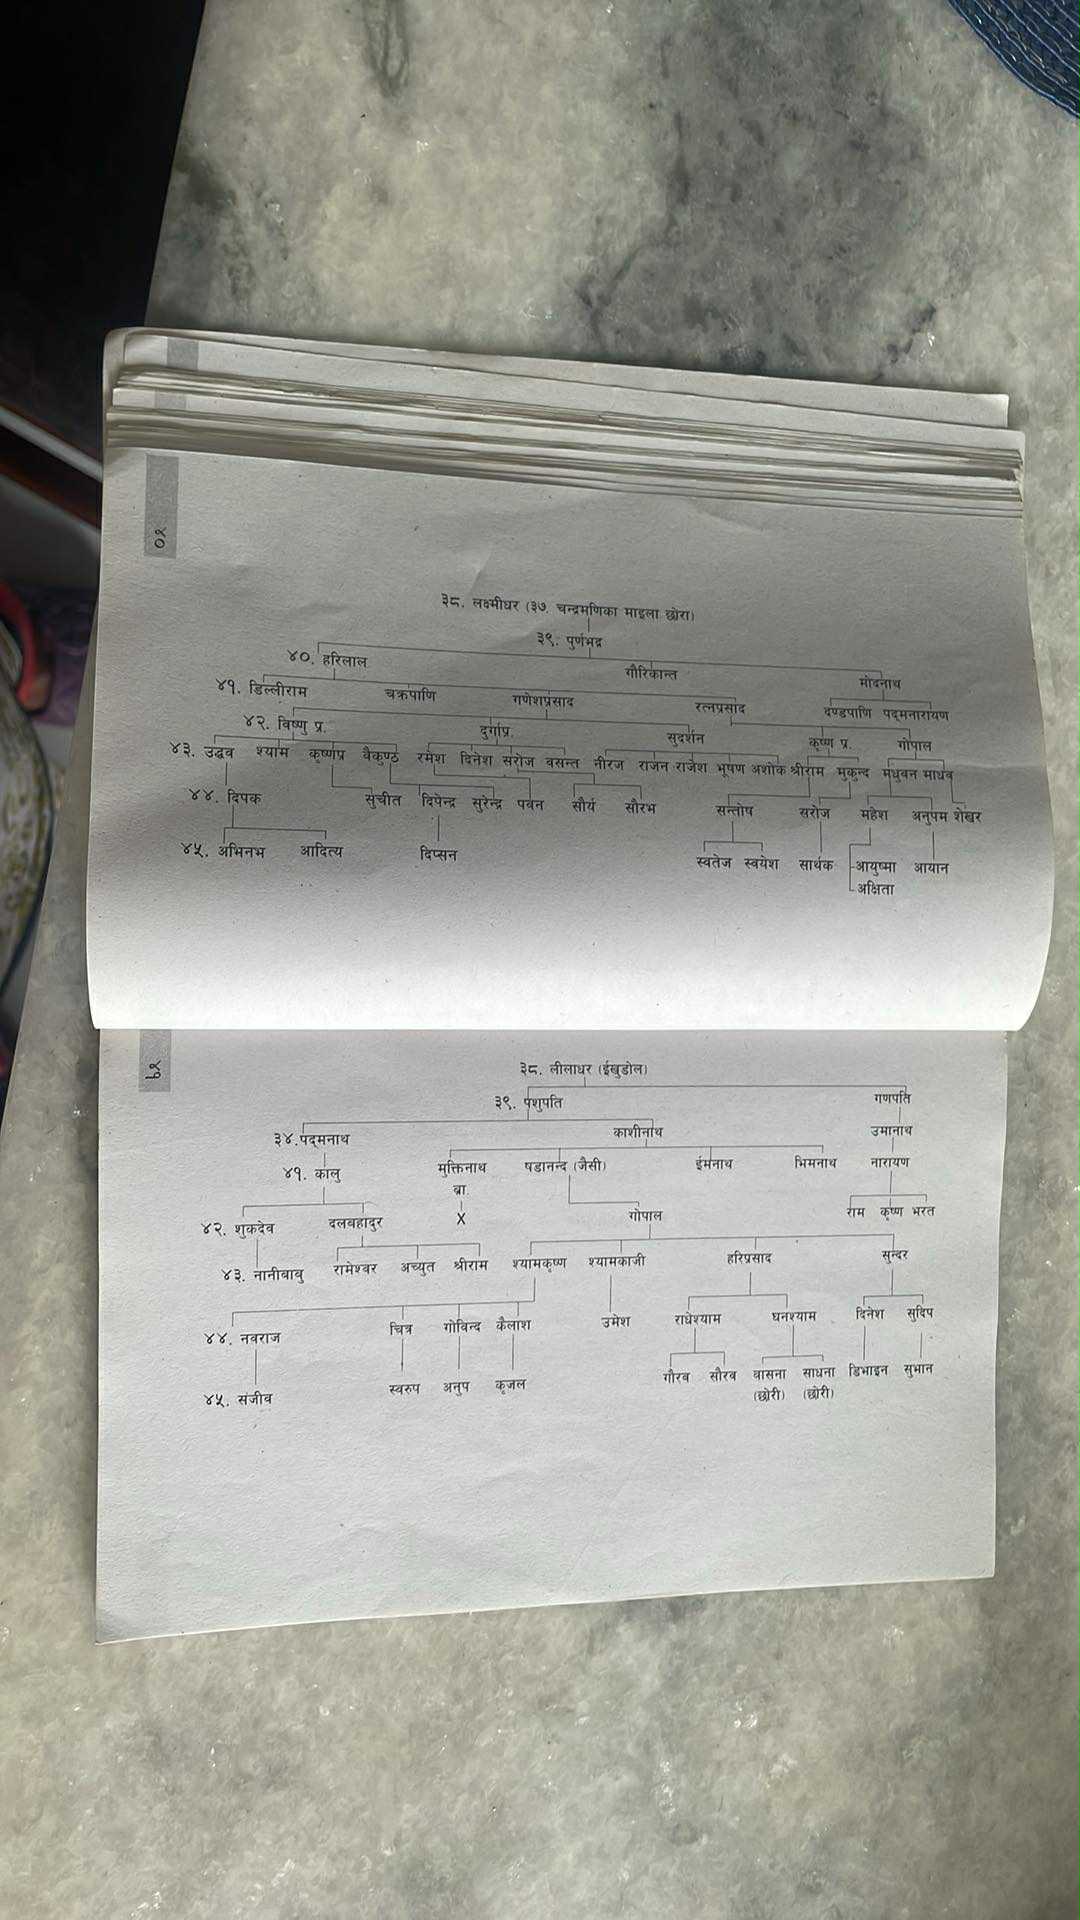 २०
३८. लक्ष्मीधर (३७. चन्द्रमणिका माइला छोरा)
३९. पुर्णभद्र
४०. हरिलाल गौरिकान्त मोदनाथ
४१. डिल्लीराम चक्रपाणि गणेशप्रसाद रत्नप्रसाद दण्डपाणि पद्मनारायण
४२. विष्णु प्र. दुर्गाप्र. सुदर्शन कृष्ण प्र. गोपाल
४३. उद्धव श्याम कृष्णप्र वैकुण्ठ रमेश दिनेश सरोज वसन्त नीरज राजन राजेश भूषण अशोक श्रीराम मुकुन्द मधुवन माधव
४४. दिपक सुचीत दिपेन्द्र सुरेन्द्र पवन सौर्य सौरभ सन्तोष सरोज महेश अनुपम शेखर
४५. अभिनभ आदित्य दिप्सन स्वतेज स्वयेश सार्थक आयुष्मा आयान
अक्षिता
२१
३८. लीलाधर (ईखुडोल)
३९. पशुपति गणपति
३४.पद्मनाथ काशीनाथ उमानाथ
४१. कालु मुक्तिनाथ षडानन्द (जैसी) ईमनाथ भिमनाथ नारायण
ब्रा.
४२. शुकदेव दलबहादुर X गोपाल राम कृष्ण भरत
४३. नानीबाबु रामेश्वर अच्युत श्रीराम श्यामकृष्ण श्यामकाजी हरिप्रसाद सुन्दर
४४. नवराज चित्र गोविन्द कैलाश उमेश राधेश्याम घनश्याम दिनेश सुदिप
४५. संजीव स्वरुप अनुप कृजल गौरव सौरव वासना साधना डिभाइन सुभान
(छोरी) (छोरी)